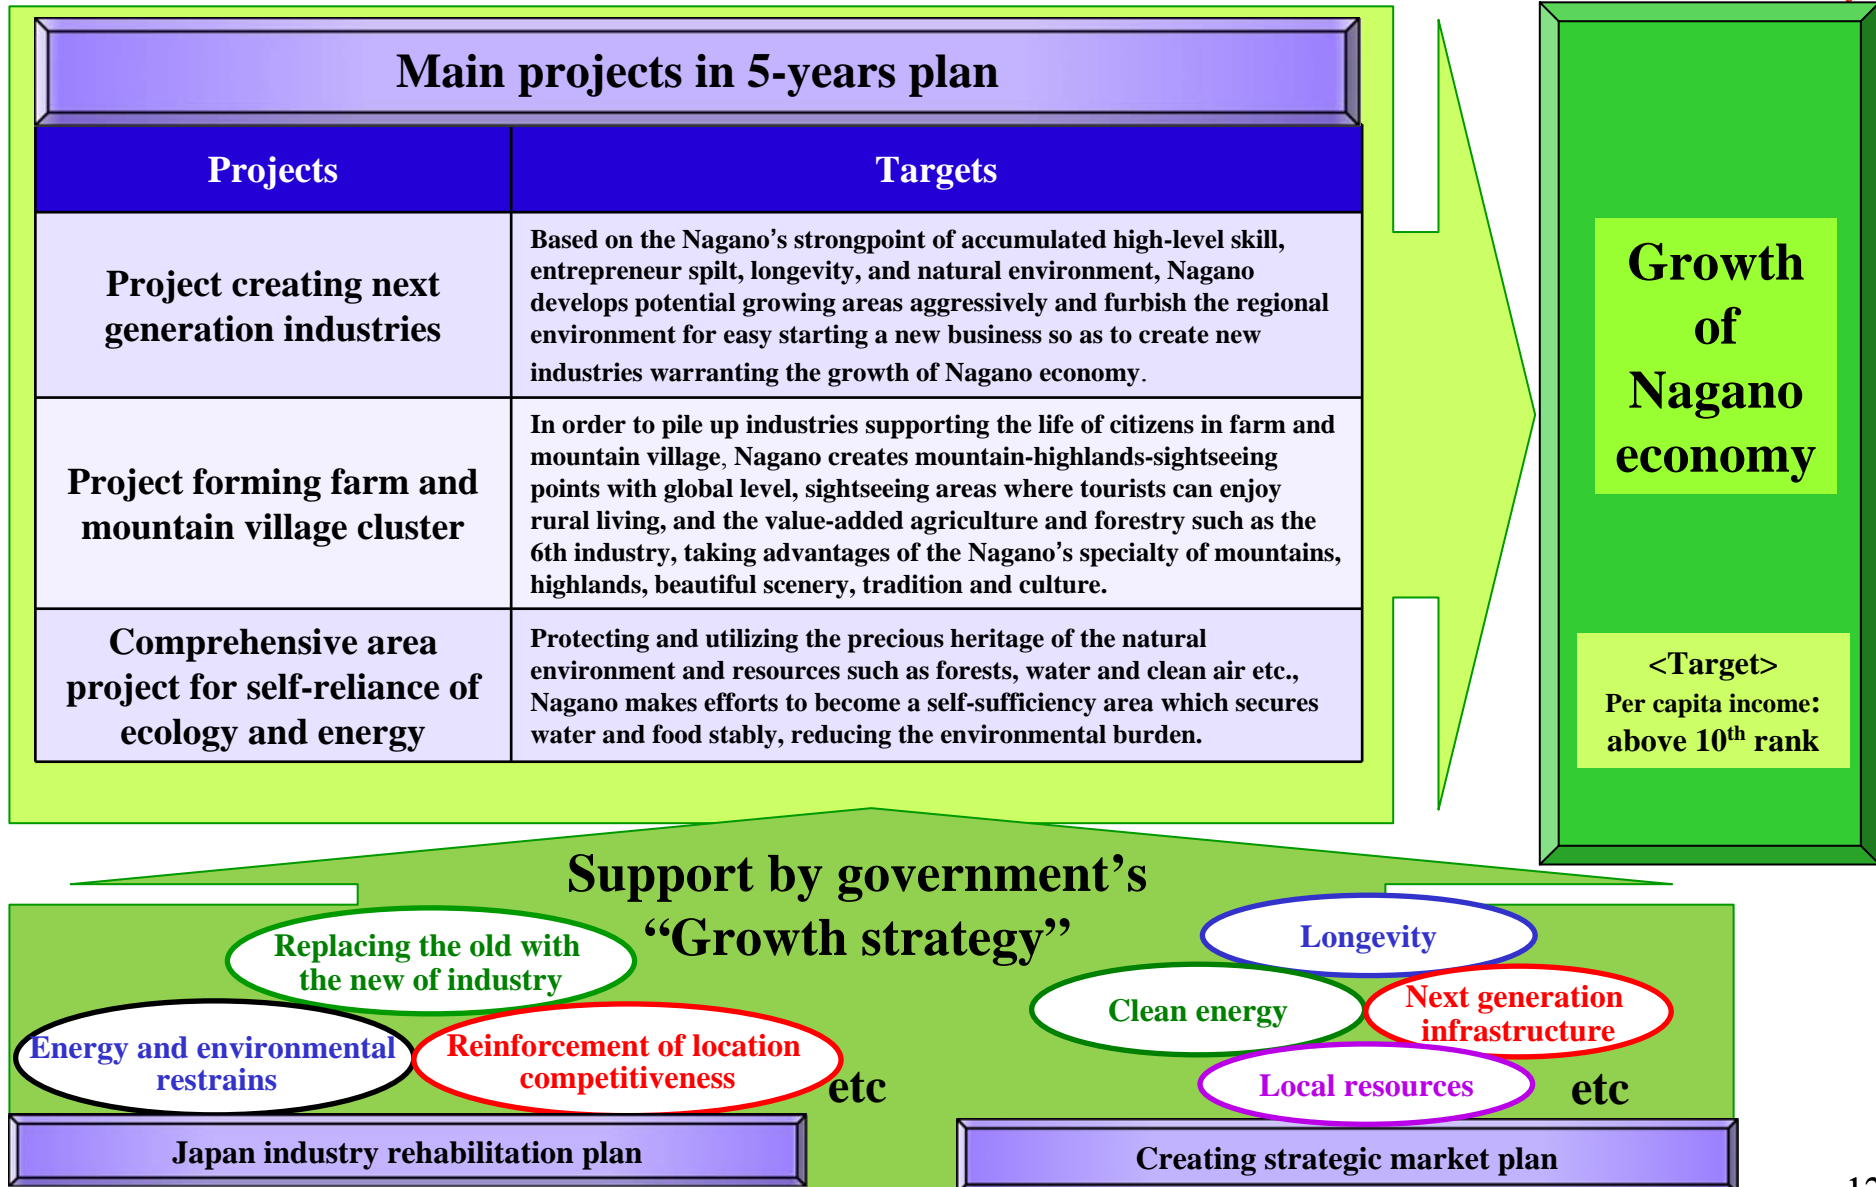 Main projects in 5-years plan
Projects
Targets
Project creating next
generation industries
Based on the Nagano’s strongpoint of accumulated high-level skill,
entrepreneur spilt, longevity, and natural environment, Nagano
develops potential growing areas aggressively and furbish the regional
environment for easy starting a new business so as to create new
industries warranting the growth of Nagano economy.
Project forming farm and
mountain village cluster
In order to pile up industries supporting the life of citizens in farm and
mountain village, Nagano creates mountain-highlands-sightseeing
points with global level, sightseeing areas where tourists can enjoy
rural living, and the value-added agriculture and forestry such as the
6th industry, taking advantages of the Nagano’s specialty of mountains,
highlands, beautiful scenery, tradition and culture.
Comprehensive area
project for self-reliance of
ecology and energy
Protecting and utilizing the precious heritage of the natural
environment and resources such as forests, water and clean air etc.,
Nagano makes efforts to become a self-sufficiency area which secures
water and food stably, reducing the environmental burden.
Growth
of
Nagano
economy
<Target>
Per capita income:
above 10th rank
Support by government’s
“Growth strategy”
Replacing the old with
the new of industry
Energy and environmental
restrains
Reinforcement of location
competitiveness
etc
Japan industry rehabilitation plan
Longevity
Clean energy
Next generation
infrastructure
Local resources
etc
Creating strategic market plan